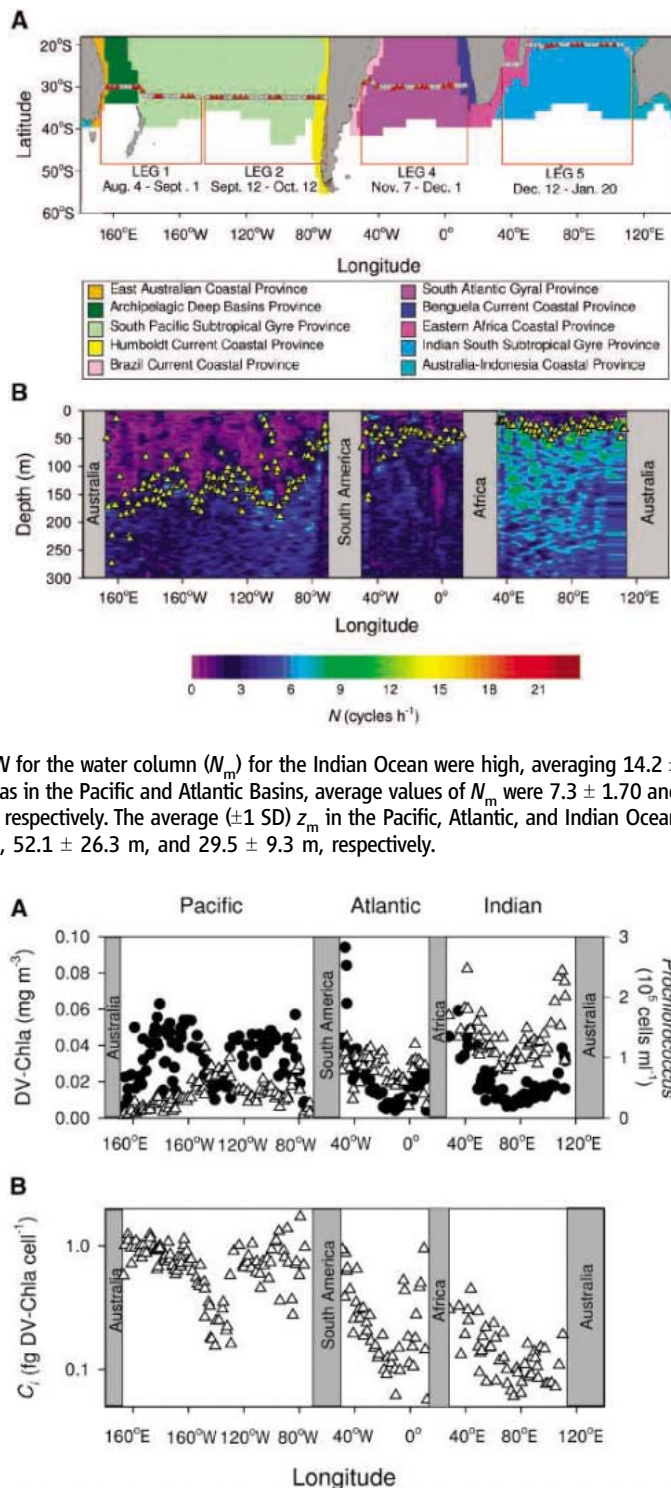 A
20°S
30°S
40°S
50°S
60°S
Latitude
LEG 1
Aug. 4 - Sept . 1
LEG 2
Sept. 12 - Oct. 12
LEG 4
Nov. 7 - Dec. 1
LEG 5
Dec. 12 - Jan. 20
160°E 160°W 120°W 80°W 40°W 0° 40°E 80°E 120°E
Longitude
East Australian Coastal Province
Archipelagic Deep Basins Province
South Pacific Subtropical Gyre Province
Humboldt Current Coastal Province
Brazil Current Coastal Province
South Atlantic Gyral Province
Benguela Current Coastal Province
Eastern Africa Coastal Province
Indian South Subtropical Gyre Province
Australia-Indonesia Coastal Province
B
0
50
100
150
200
250
300
Depth (m)
Australia
South America
Africa
Australia
160°E 160°W 120°W 80°W 40°W 0° 40°E 80°E 120°E
Longitude
0 3 6 9 12 15 18 21
N (cycles h⁻¹)
W for the water column (Nm) for the Indian Ocean were high, averaging 14.2 ±
as in the Pacific and Atlantic Basins, average values of Nm were 7.3 ± 1.70 and
respectively. The average (±1 SD) zm in the Pacific, Atlantic, and Indian Ocean
, 52.1 ± 26.3 m, and 29.5 ± 9.3 m, respectively.
A
Pacific Atlantic Indian
0.10
0.08
0.06
0.04
0.02
0.00
DV-Chla (mg m⁻³)
Australia
South America
Africa
Australia
3
2
1
0
Prochlorococcus
(10⁵ cells ml⁻¹)
160°E 160°W 120°W 80°W 40°W 0° 40°E 80°E 120°E
B
1.0
0.1
Ci (fg DV-Chla cell⁻¹)
Australia
South America
Africa
Australia
160°E 160°W 120°W 80°W 40°W 0° 40°E 80°E 120°E
Longitude